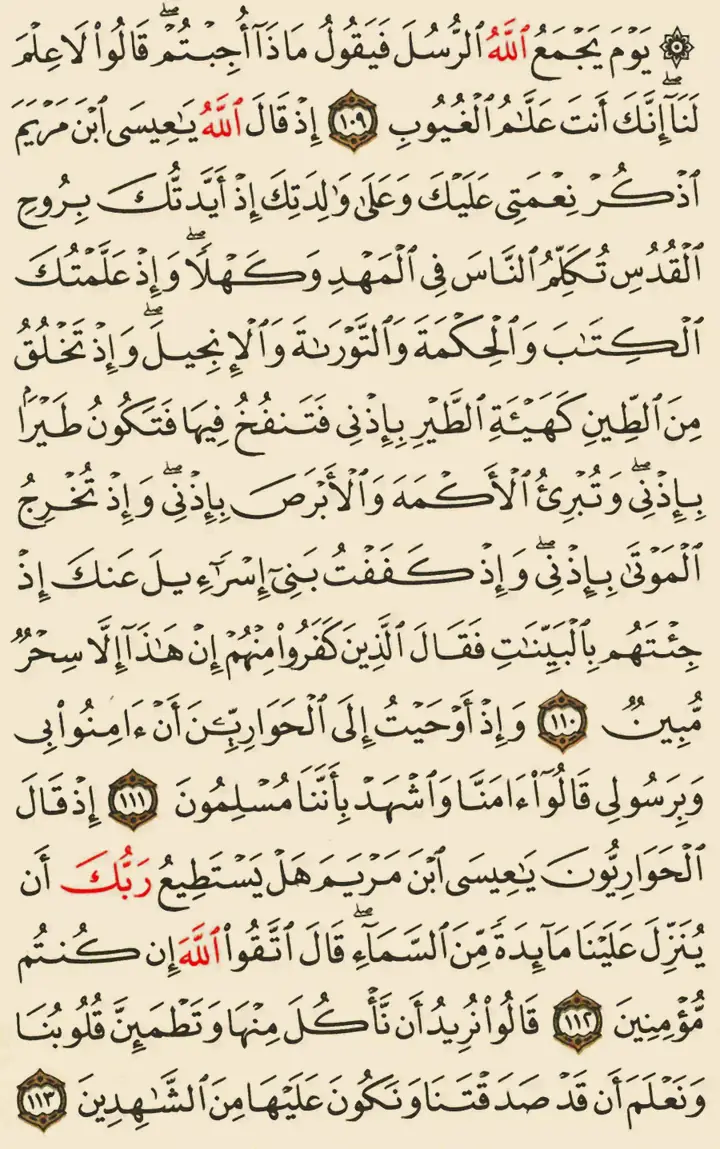 ۞ يَوْمَ يَجْمَعُ ٱللَّهُ ٱلرُّسُلَ فَيَقُولُ مَاذَآ أُجِبْتُمْۖ قَالُوا۟ لَا عِلْمَ
لَنَآۖ إِنَّكَ أَنتَ عَلَّٰمُ ٱلْغُيُوبِ ١٠٩ إِذْ قَالَ ٱللَّهُ يَٰعِيسَى ٱبْنَ مَرْيَمَ
ٱذْكُرْ نِعْمَتِى عَلَيْكَ وَعَلَىٰ وَٰلِدَتِكَ إِذْ أَيَّدتُّكَ بِرُوحِ
ٱلْقُدُسِ تُكَلِّمُ ٱلنَّاسَ فِى ٱلْمَهْدِ وَكَهْلًاۖ وَإِذْ عَلَّمْتُكَ
ٱلْكِتَٰبَ وَٱلْحِكْمَةَ وَٱلتَّوْرَىٰةَ وَٱلْإِنجِيلَۖ وَإِذْ تَخْلُقُ
مِنَ ٱلطِّينِ كَهَيْـَٔةِ ٱلطَّيْرِ بِإِذْنِى فَتَنفُخُ فِيهَا فَتَكُونُ طَيْرًۢا
بِإِذْنِىۖ وَتُبْرِئُ ٱلْأَكْمَهَ وَٱلْأَبْرَصَ بِإِذْنِىۖ وَإِذْ تُخْرِجُ
ٱلْمَوْتَىٰ بِإِذْنِىۖ وَإِذْ كَفَفْتُ بَنِىٓ إِسْرَٰٓءِيلَ عَنكَ إِذْ
جِئْتَهُم بِٱلْبَيِّنَٰتِ فَقَالَ ٱلَّذِينَ كَفَرُوا۟ مِنْهُمْ إِنْ هَٰذَآ إِلَّا سِحْرٌ
مُّبِينٌ ١١٠ وَإِذْ أَوْحَيْتُ إِلَى ٱلْحَوَارِيِّـۧنَ أَنْ ءَامِنُوا۟ بِى
وَبِرَسُولِى قَالُوٓا۟ ءَامَنَّا وَٱشْهَدْ بِأَنَّنَا مُسْلِمُونَ ١١١ إِذْ قَالَ
ٱلْحَوَارِيُّونَ يَٰعِيسَى ٱبْنَ مَرْيَمَ هَلْ يَسْتَطِيعُ رَبُّكَ أَن
يُنَزِّلَ عَلَيْنَا مَآئِدَةً مِّنَ ٱلسَّمَآءِۖ قَالَ ٱتَّقُوا۟ ٱللَّهَ إِن كُنتُم
مُّؤْمِنِينَ ١١٢ قَالُوا۟ نُرِيدُ أَن نَّأْكُلَ مِنْهَا وَتَطْمَئِنَّ قُلُوبُنَا
وَنَعْلَمَ أَن قَدْ صَدَقْتَنَا وَنَكُونَ عَلَيْهَا مِنَ ٱلشَّٰهِدِينَ ١١٣